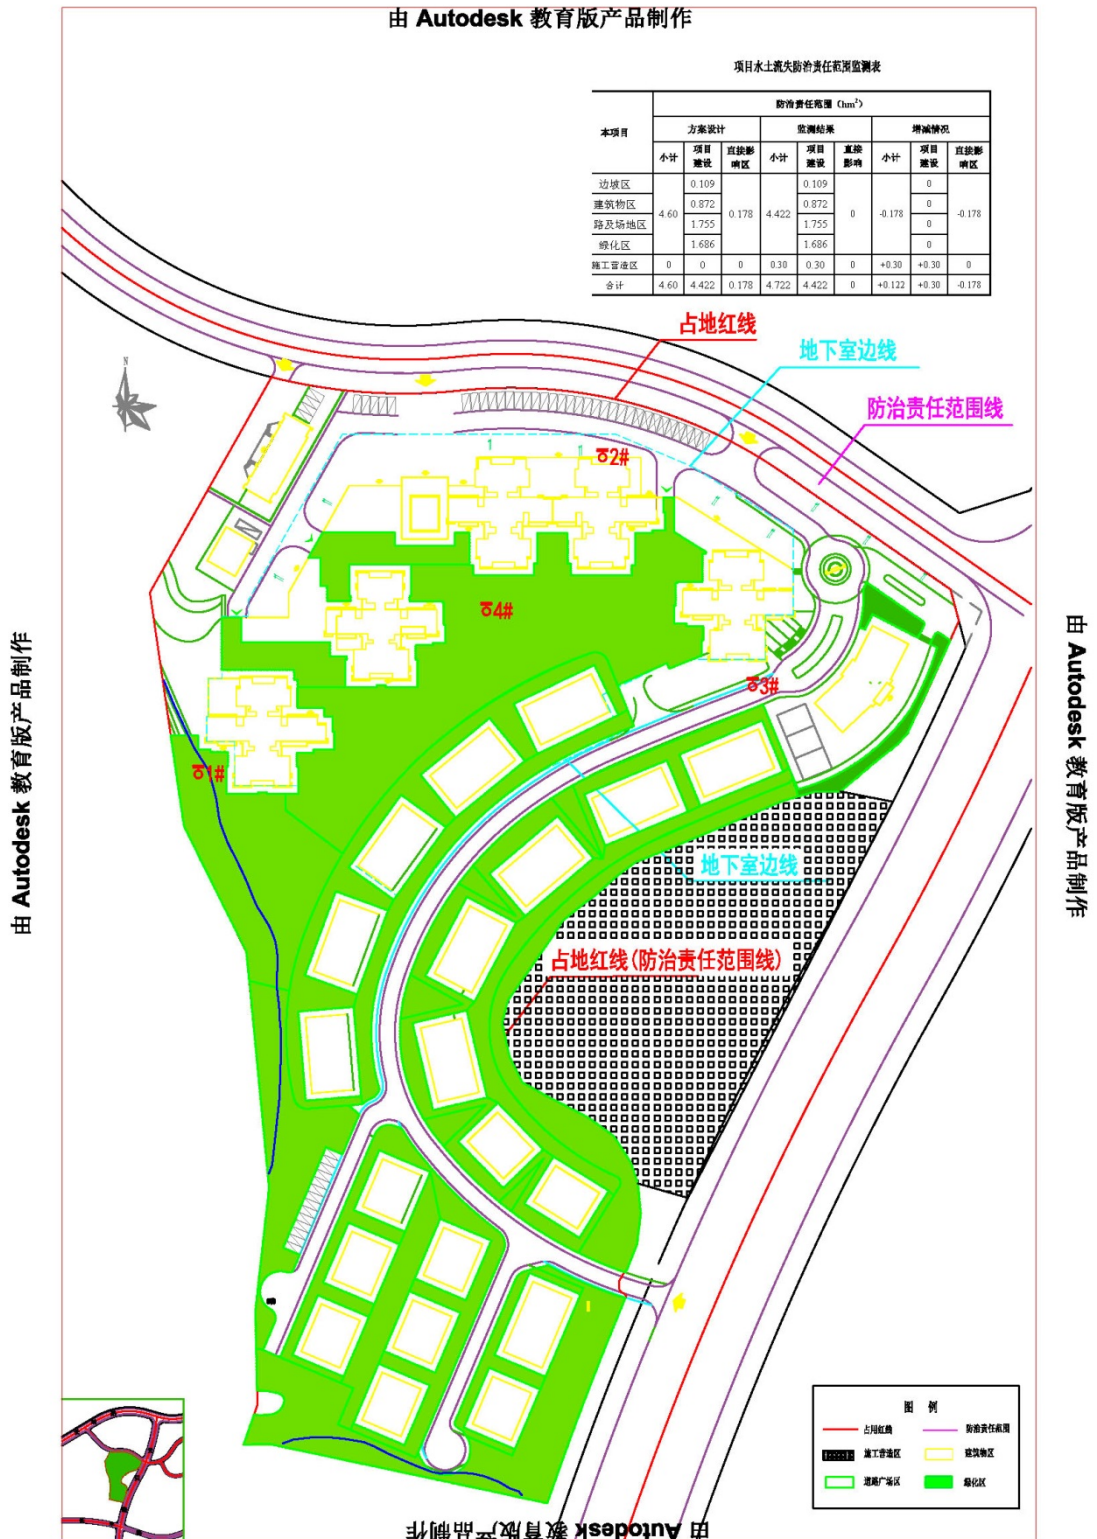 由 Autodesk 教育版产品制作
项目水土流失防治责任范围监测表
本项目 防治责任范围（hm²）
方案设计 监测结果 增减情况
小计 项目建设 直接影响区 小计 项目建设 直接影响 小计 项目建设 直接影响区
边坡区 4.60 0.109 0.178 4.422 0.109 0 -0.178 0 -0.178
建筑物区 0.872 0.872 0
路及场地区 1.755 1.755 0
绿化区 1.686 1.686 0
施工营造区 0 0 0 0.30 0.30 0 +0.30 +0.30 0
合计 4.60 4.422 0.178 4.722 4.422 0 +0.122 +0.30 -0.178
占地红线
地下室边线
防治责任范围线
N
2#
4#
3#
1#
地下室边线
占地红线(防治责任范围线)
由 Autodesk 教育版产品制作
由 Autodesk 教育版产品制作
图 例
占用红线 防治责任范围
施工营造区 建筑物区
道路广场区 绿化区
由 Autodesk 教育版产品制作